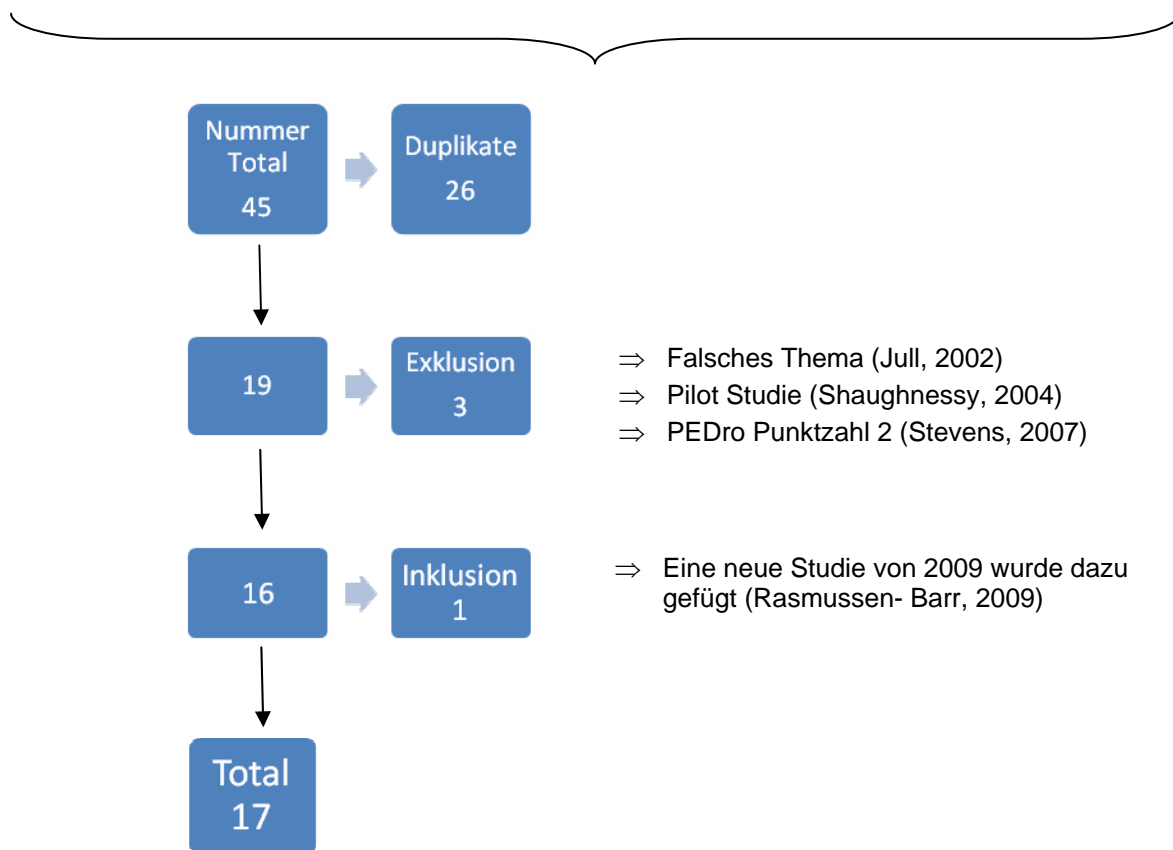 Nummer
Total
45
Duplikate
26
19
Exklusion
3
⇒ Falsches Thema (Jull, 2002)
⇒ Pilot Studie (Shaughnessy, 2004)
⇒ PEDro Punktzahl 2 (Stevens, 2007)
16
Inklusion
1
⇒ Eine neue Studie von 2009 wurde dazu
gefügt (Rasmussen- Barr, 2009)
Total
17